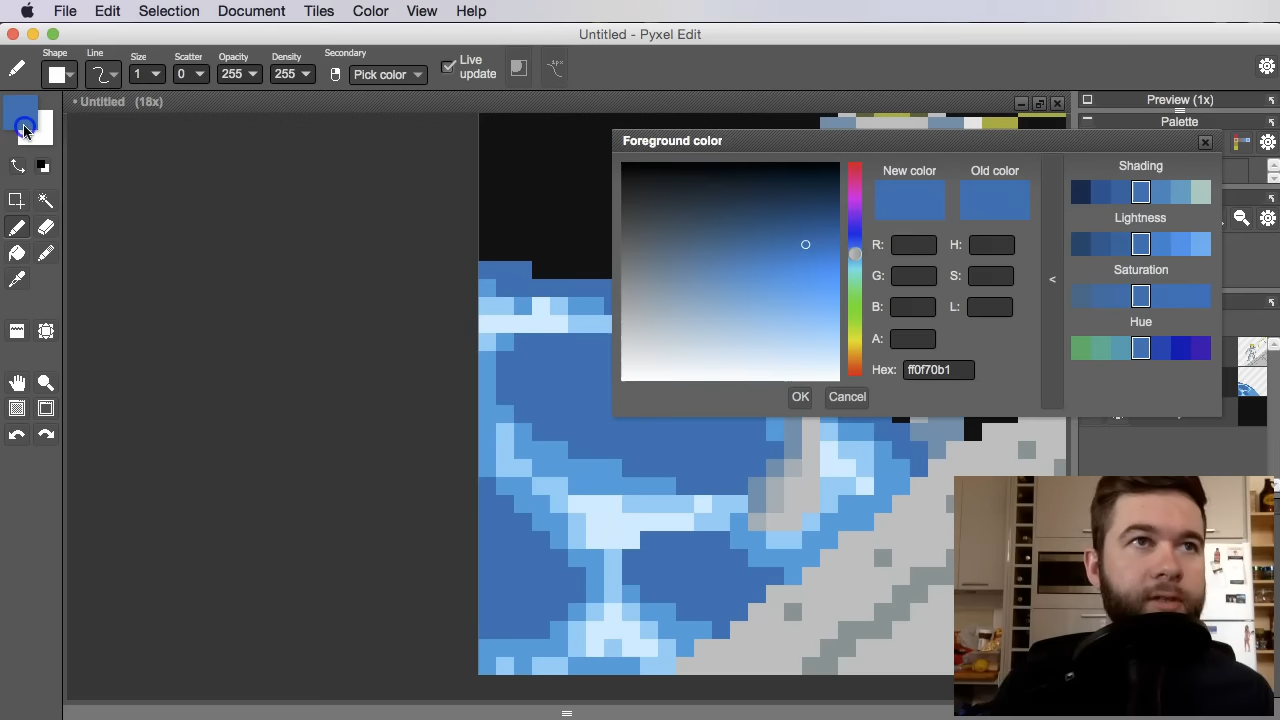 File Edit Selection Document Tiles Color View Help
Untitled - Pyxel Edit
Shape Line Size Scatter Opacity Density Secondary
1 0 255 255 Pick color Live update
• Untitled (18x)
Preview (1x)
Palette
Foreground color
New color Old color
R: H:
G: S:
B: L:
A:
Hex: ff0f70b1
OK Cancel
<
Shading
Lightness
Saturation
Hue